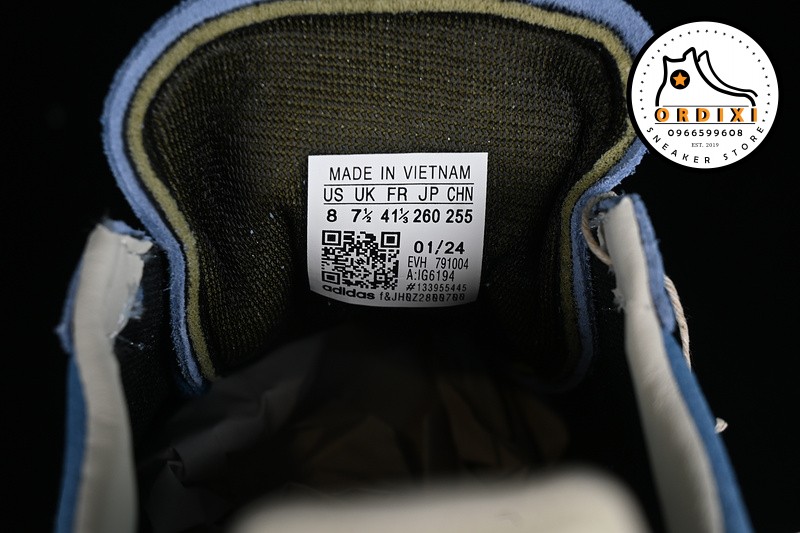 MADE IN VIETNAM
US UK FR JP CHN
8 7½ 41⅓ 260 255
01/24
EVH 791004
A:IG6194
#133955445
adidas f&JH0Z2800700
ORDIXI
0966599608
EST. 2019
SNEAKER STORE